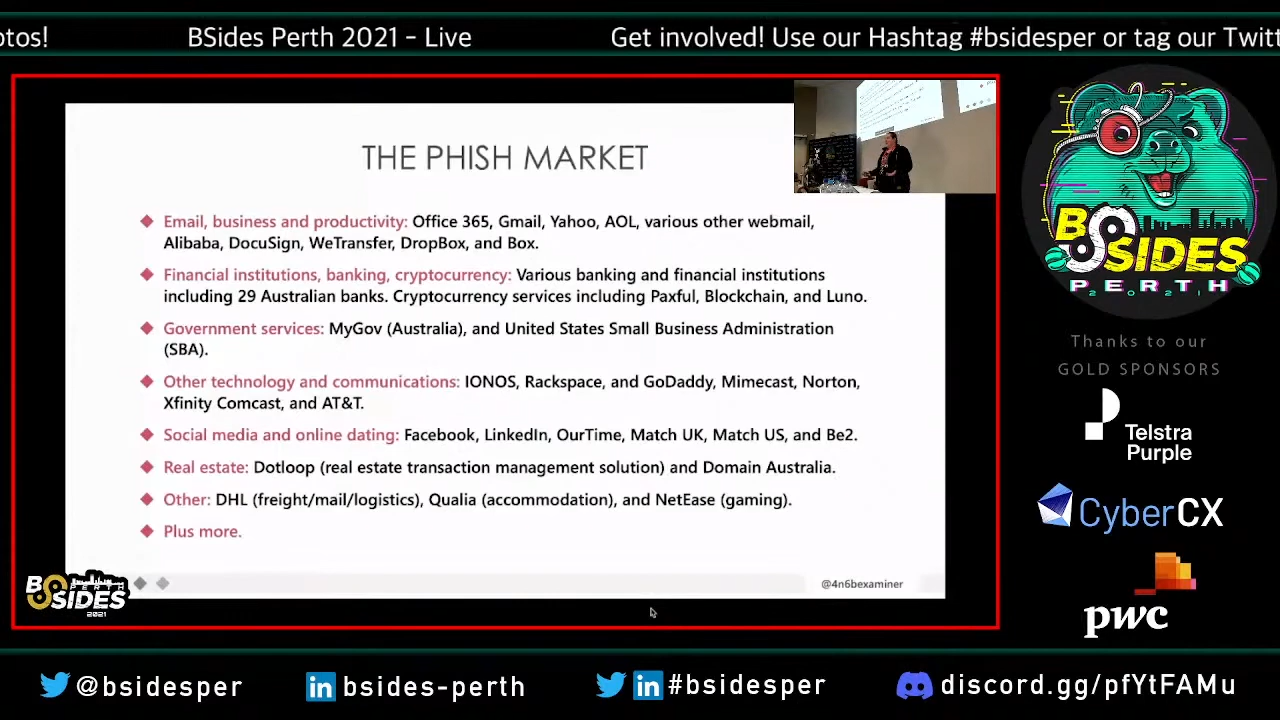 otos!
BSides Perth 2021 - Live
Get involved! Use our Hashtag #bsidesper or tag our Twitt
THE PHISH MARKET
Email, business and productivity: Office 365, Gmail, Yahoo, AOL, various other webmail,
Alibaba, DocuSign, WeTransfer, DropBox, and Box.
Financial institutions, banking, cryptocurrency: Various banking and financial institutions
including 29 Australian banks. Cryptocurrency services including Paxful, Blockchain, and Luno.
Government services: MyGov (Australia), and United States Small Business Administration
(SBA).
Other technology and communications: IONOS, Rackspace, and GoDaddy, Mimecast, Norton,
Xfinity Comcast, and AT&T.
Social media and online dating: Facebook, LinkedIn, OurTime, Match UK, Match US, and Be2.
Real estate: Dotloop (real estate transaction management solution) and Domain Australia.
Other: DHL (freight/mail/logistics), Qualia (accommodation), and NetEase (gaming).
Plus more.
@4n6bexaminer
BSIDES
PERTH
2021
BSIDES
PERTH
2021
Thanks to our
GOLD SPONSORS
Telstra
Purple
CyberCX
pwc
@bsidesper
in bsides-perth
in #bsidesper
discord.gg/pfYtFAMu